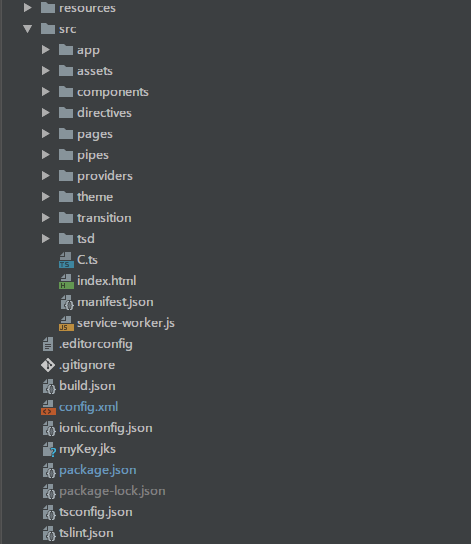 resources
src
app
assets
components
directives
pages
pipes
providers
theme
transition
tsd
C.ts
index.html
manifest.json
service-worker.js
.editorconfig
.gitignore
build.json
config.xml
ionic.config.json
myKey.jks
package.json
package-lock.json
tsconfig.json
tslint.json